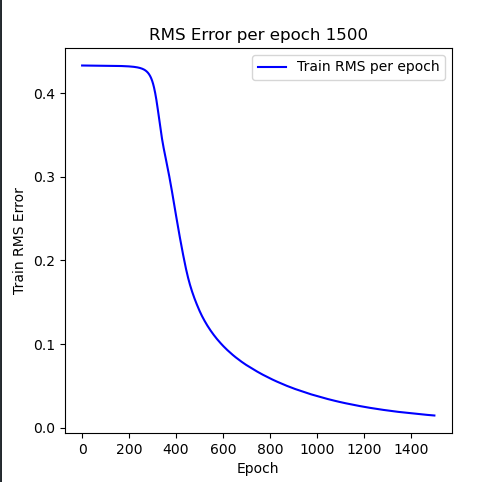 RMS Error per epoch 1500
Train RMS per epoch
Train RMS Error
0.4
0.3
0.2
0.1
0.0
0 200 400 600 800 1000 1200 1400
Epoch